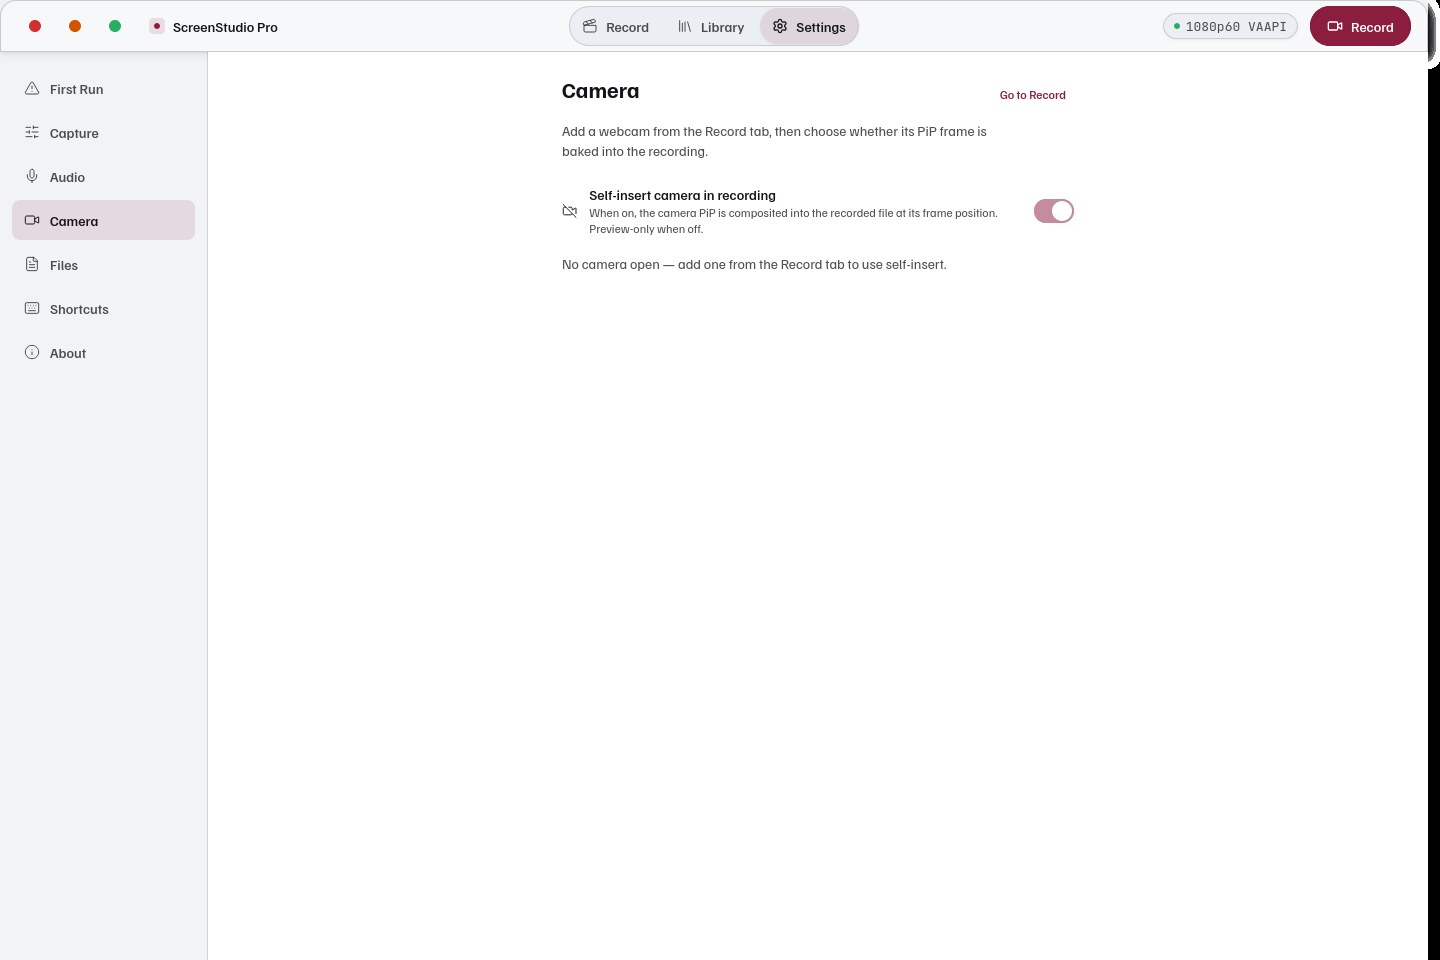 ScreenStudio Pro
Record
Library
Settings
1080p60 VAAPI
Record
First Run
Capture
Audio
Camera
Files
Shortcuts
About
Camera
Go to Record
Add a webcam from the Record tab, then choose whether its PiP frame is
baked into the recording.
Self-insert camera in recording
When on, the camera PiP is composited into the recorded file at its frame position.
Preview-only when off.
No camera open — add one from the Record tab to use self-insert.